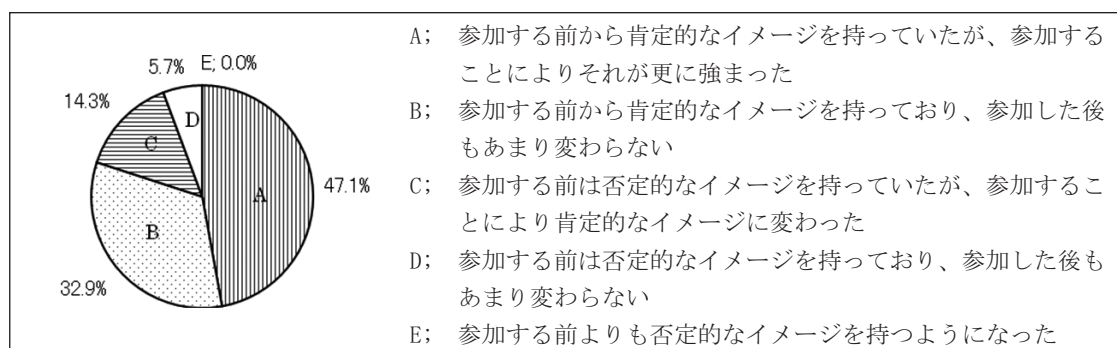 5.7%
E; 0.0%
14.3%
D
C
47.1%
A
B
32.9%
A; 参加する前から肯定的なイメージを持っていたが、参加する
ことによりそれが更に強まった
B; 参加する前から肯定的なイメージを持っており、参加した後
もあまり変わらない
C; 参加する前は否定的なイメージを持っていたが、参加するこ
とにより肯定的なイメージに変わった
D; 参加する前は否定的なイメージを持っており、参加した後も
あまり変わらない
E; 参加する前よりも否定的なイメージを持つようになった